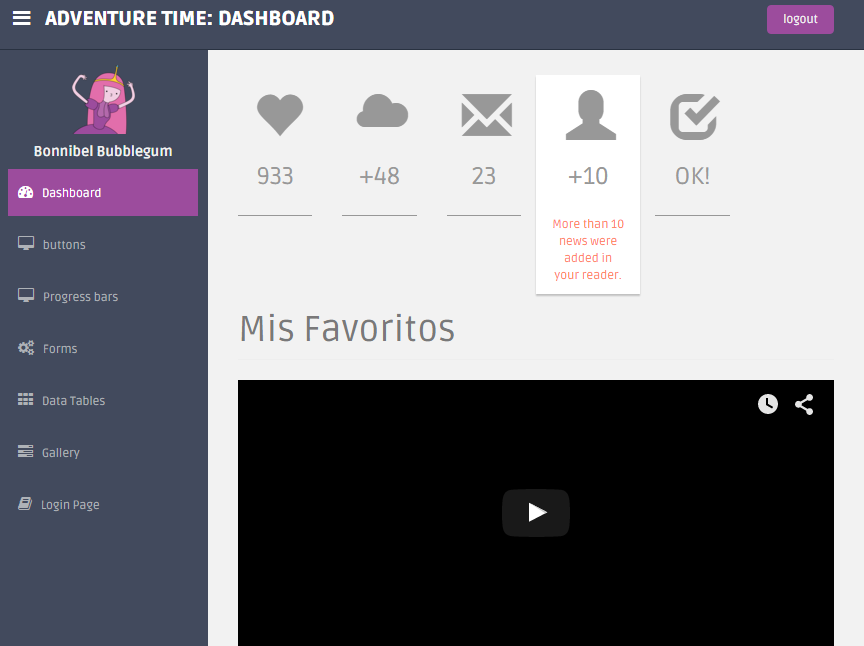 ADVENTURE TIME: DASHBOARD
logout
Bonnibel Bubblegum
Dashboard
buttons
Progress bars
Forms
Data Tables
Gallery
Login Page
933
+48
23
+10
OK!
More than 10
news were
added in
your reader.
Mis Favoritos